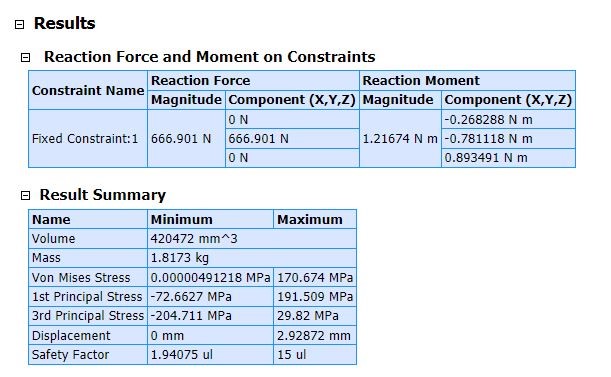 Results
Reaction Force and Moment on Constraints
Constraint Name Reaction Force Reaction Moment
Magnitude Component (X,Y,Z) Magnitude Component (X,Y,Z)
0 N -0.268288 N m
Fixed Constraint:1 666.901 N 666.901 N 1.21674 N m -0.781118 N m
0 N 0.893491 N m
Result Summary
Name Minimum Maximum
Volume 420472 mm^3
Mass 1.8173 kg
Von Mises Stress 0.00000491218 MPa 170.674 MPa
1st Principal Stress -72.6627 MPa 191.509 MPa
3rd Principal Stress -204.711 MPa 29.82 MPa
Displacement 0 mm 2.92872 mm
Safety Factor 1.94075 ul 15 ul